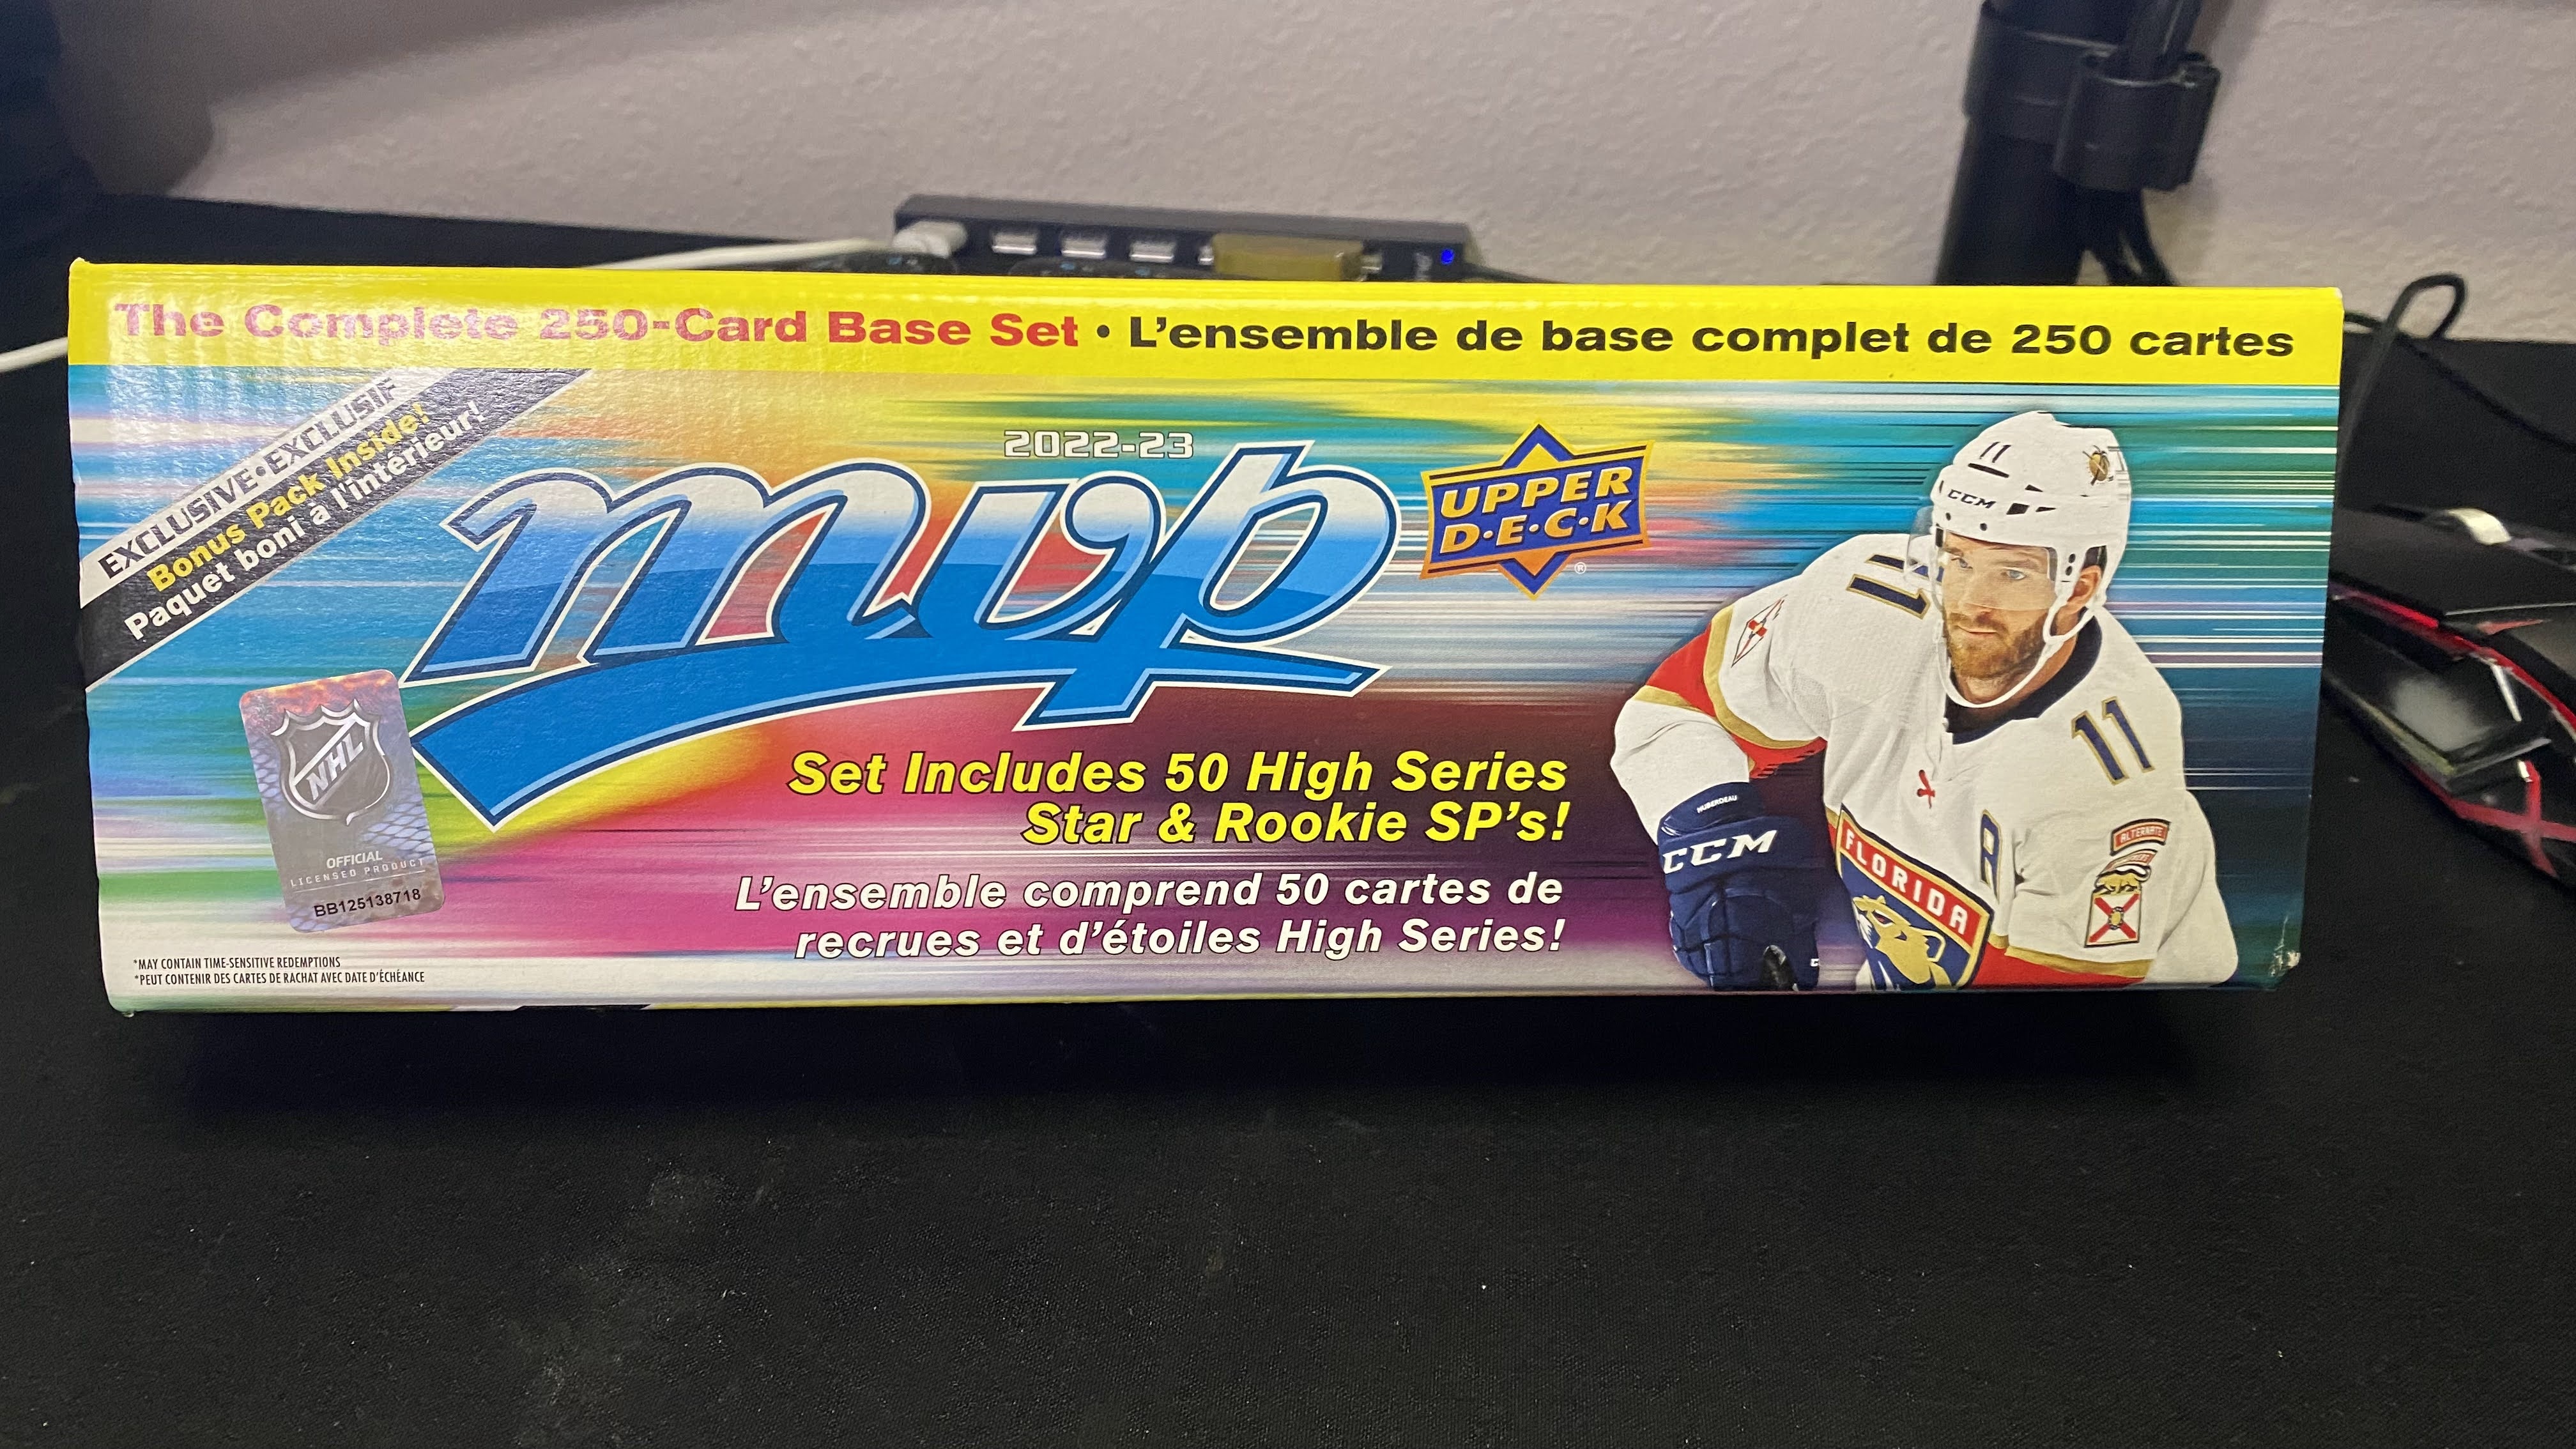 The Complete 250-Card Base Set • L'ensemble de base complet de 250 cartes
EXCLUSIVE•EXCLUSIF
Bonus Pack Inside!
Paquet boni à l'intérieur!
2022-23
mvp
UPPER
D•E•C•K
®
Set Includes 50 High Series
Star & Rookie SP's!
L'ensemble comprend 50 cartes de
recrues et d'étoiles High Series!
NHL
OFFICIAL
LICENSED PRODUCT
BB125138718
*MAY CONTAIN TIME-SENSITIVE REDEMPTIONS
*PEUT CONTENIR DES CARTES DE RACHAT AVEC DATE D'ÉCHÉANCE
11
CCM
11
11
HUBERDEAU
CCM
A
FLORIDA
ALTERNATE